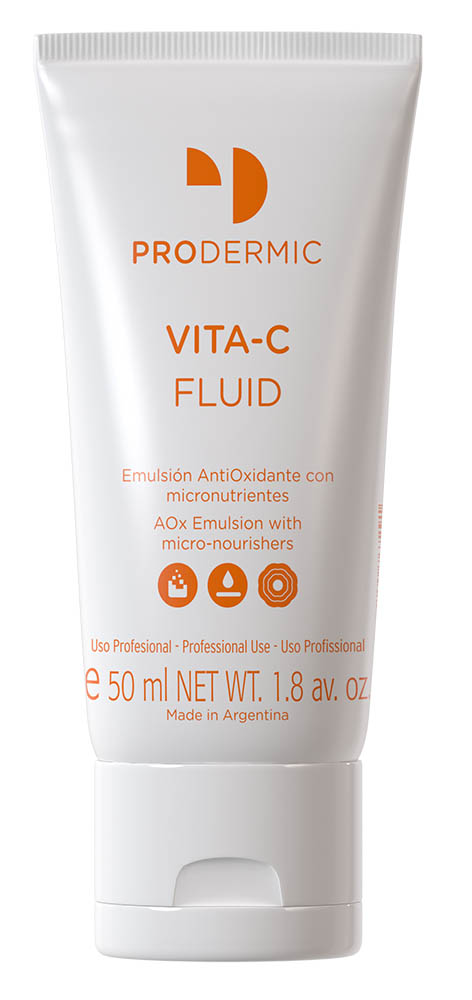 PRODERMIC
VITA-C
FLUID
Emulsión AntiOxidante con
micronutrientes
AOx Emulsion with
micro-nourishers
Uso Profesional - Professional Use - Uso Profissional
e 50 ml NET WT. 1.8 av. oz.
Made in Argentina